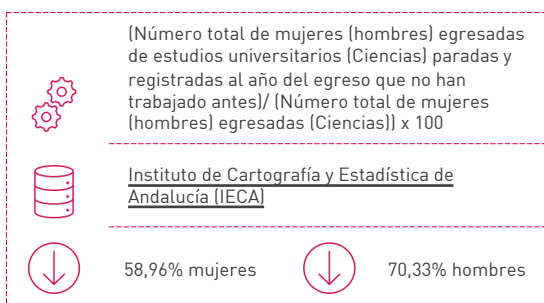 (Número total de mujeres (hombres) egresadas
de estudios universitarios (Ciencias) paradas y
registradas al año del egreso que no han
trabajado antes)/ (Número total de mujeres
(hombres) egresadas (Ciencias)) x 100
Instituto de Cartografía y Estadística de
Andalucía (IECA)
58,96% mujeres 70,33% hombres